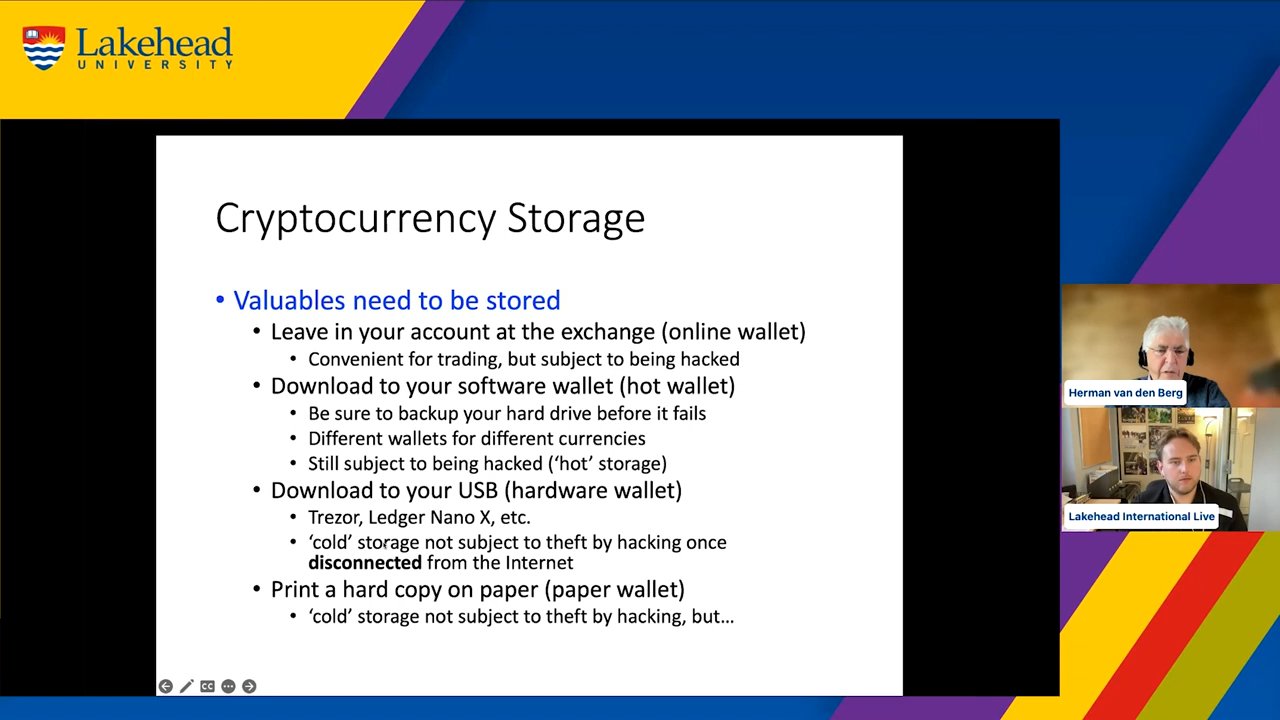 Lakehead
UNIVERSITY
Cryptocurrency Storage
• Valuables need to be stored
• Leave in your account at the exchange (online wallet)
• Convenient for trading, but subject to being hacked
• Download to your software wallet (hot wallet)
• Be sure to backup your hard drive before it fails
• Different wallets for different currencies
• Still subject to being hacked (‘hot’ storage)
• Download to your USB (hardware wallet)
• Trezor, Ledger Nano X, etc.
• ‘cold’ storage not subject to theft by hacking once
disconnected from the Internet
• Print a hard copy on paper (paper wallet)
• ‘cold’ storage not subject to theft by hacking, but…
CC
Herman van den Berg
Lakehead International Live